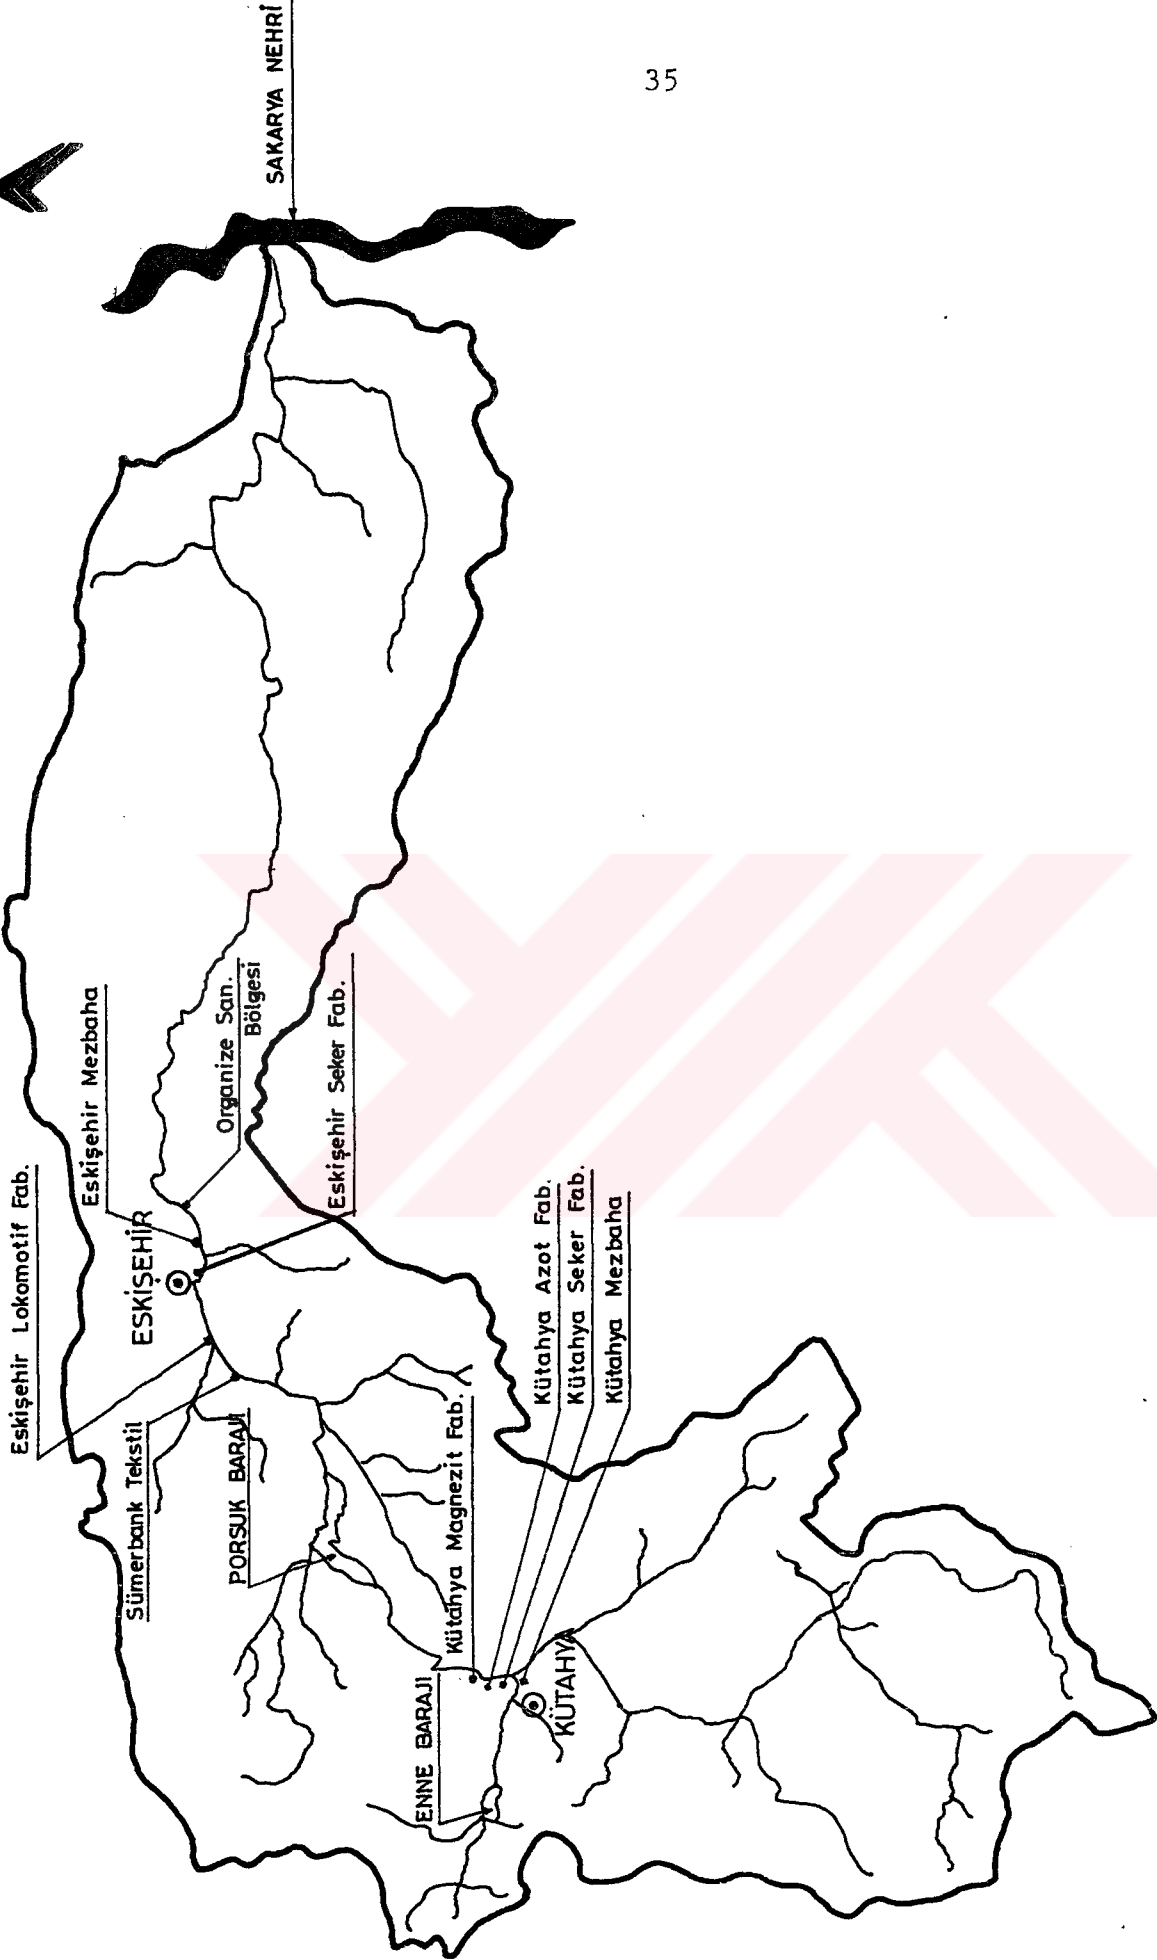 35
SAKARYA NEHRİ
Eskişehir Lokomotif Fab.
Eskişehir Mezbaha
ESKİŞEHİR
Organize San.
Bölgesi
Eskişehir Seker Fab.
Sümerbank Tekstil
PORSUK BARAJI
Kütahya Magnezit Fab.
Kütahya Azot Fab.
Kütahya Seker Fab.
Kütahya Mezbaha
ENNE BARAJI
KÜTAHYA